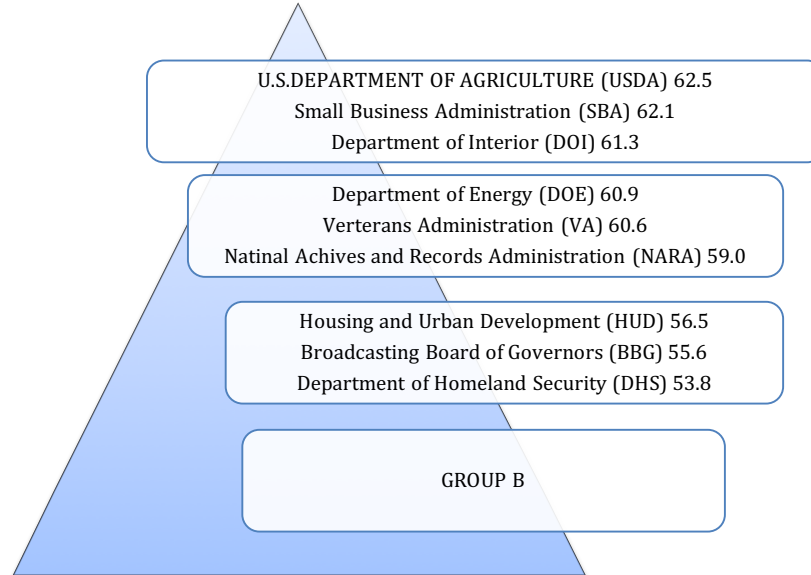 U.S.DEPARTMENT OF AGRICULTURE (USDA) 62.5
Small Business Administration (SBA) 62.1
Department of Interior (DOI) 61.3
Department of Energy (DOE) 60.9
Verterans Administration (VA) 60.6
Natinal Achives and Records Administration (NARA) 59.0
Housing and Urban Development (HUD) 56.5
Broadcasting Board of Governors (BBG) 55.6
Department of Homeland Security (DHS) 53.8
GROUP B